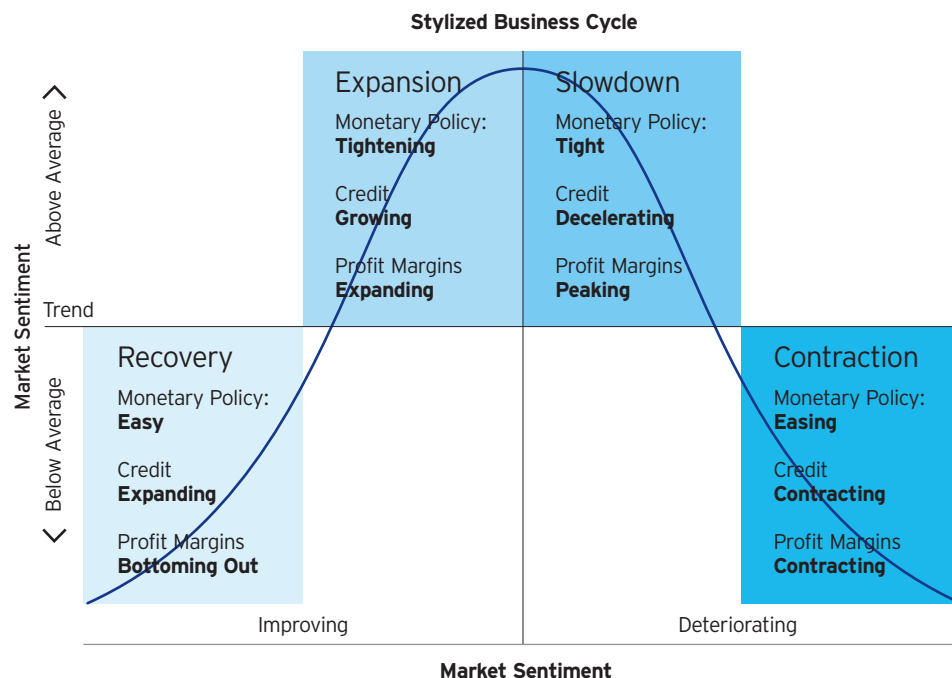 Stylized Business Cycle
Market Sentiment
Above Average
Trend
Below Average
Expansion
Monetary Policy:
Tightening
Credit
Growing
Profit Margins
Expanding
Slowdown
Monetary Policy:
Tight
Credit
Decelerating
Profit Margins
Peaking
Recovery
Monetary Policy:
Easy
Credit
Expanding
Profit Margins
Bottoming Out
Contraction
Monetary Policy:
Easing
Credit
Contracting
Profit Margins
Contracting
Improving
Deteriorating
Market Sentiment